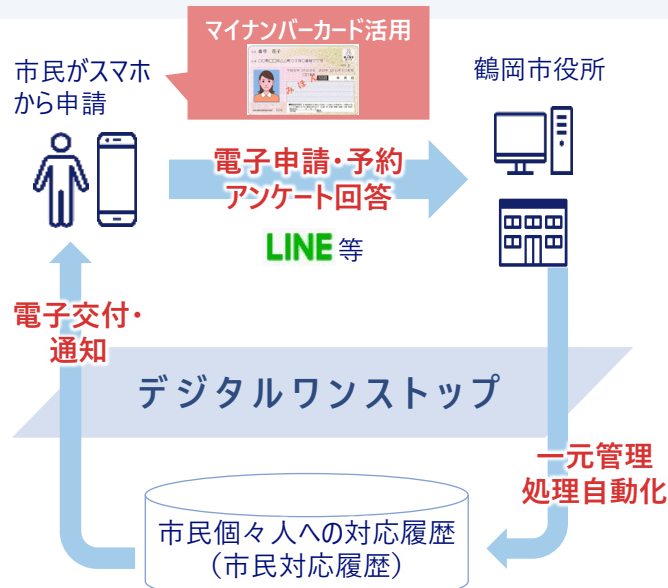 マイナンバーカード活用
みほん
市民がスマホ
から申請
鶴岡市役所
電子申請・予約
アンケート回答
LINE 等
電子交付・
通知
デジタルワンストップ
一元管理
処理自動化
市民個々人への対応履歴
（市民対応履歴）